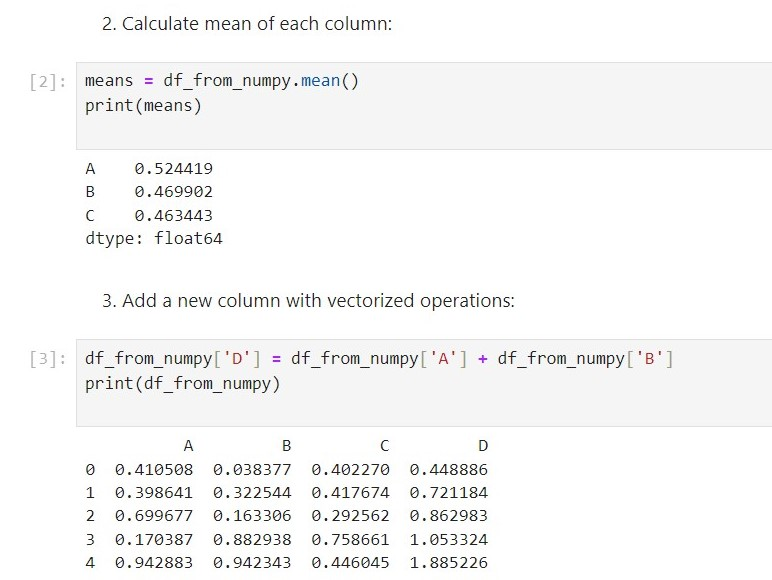 2. Calculate mean of each column:
[2]: means = df_from_numpy.mean()
print(means)
A    0.524419
B    0.469902
C    0.463443
dtype: float64
3. Add a new column with vectorized operations:
[3]: df_from_numpy['D'] = df_from_numpy['A'] + df_from_numpy['B']
print(df_from_numpy)
          A         B         C         D
0  0.410508  0.038377  0.402270  0.448886
1  0.398641  0.322544  0.417674  0.721184
2  0.699677  0.163306  0.292562  0.862983
3  0.170387  0.882938  0.758661  1.053324
4  0.942883  0.942343  0.446045  1.885226